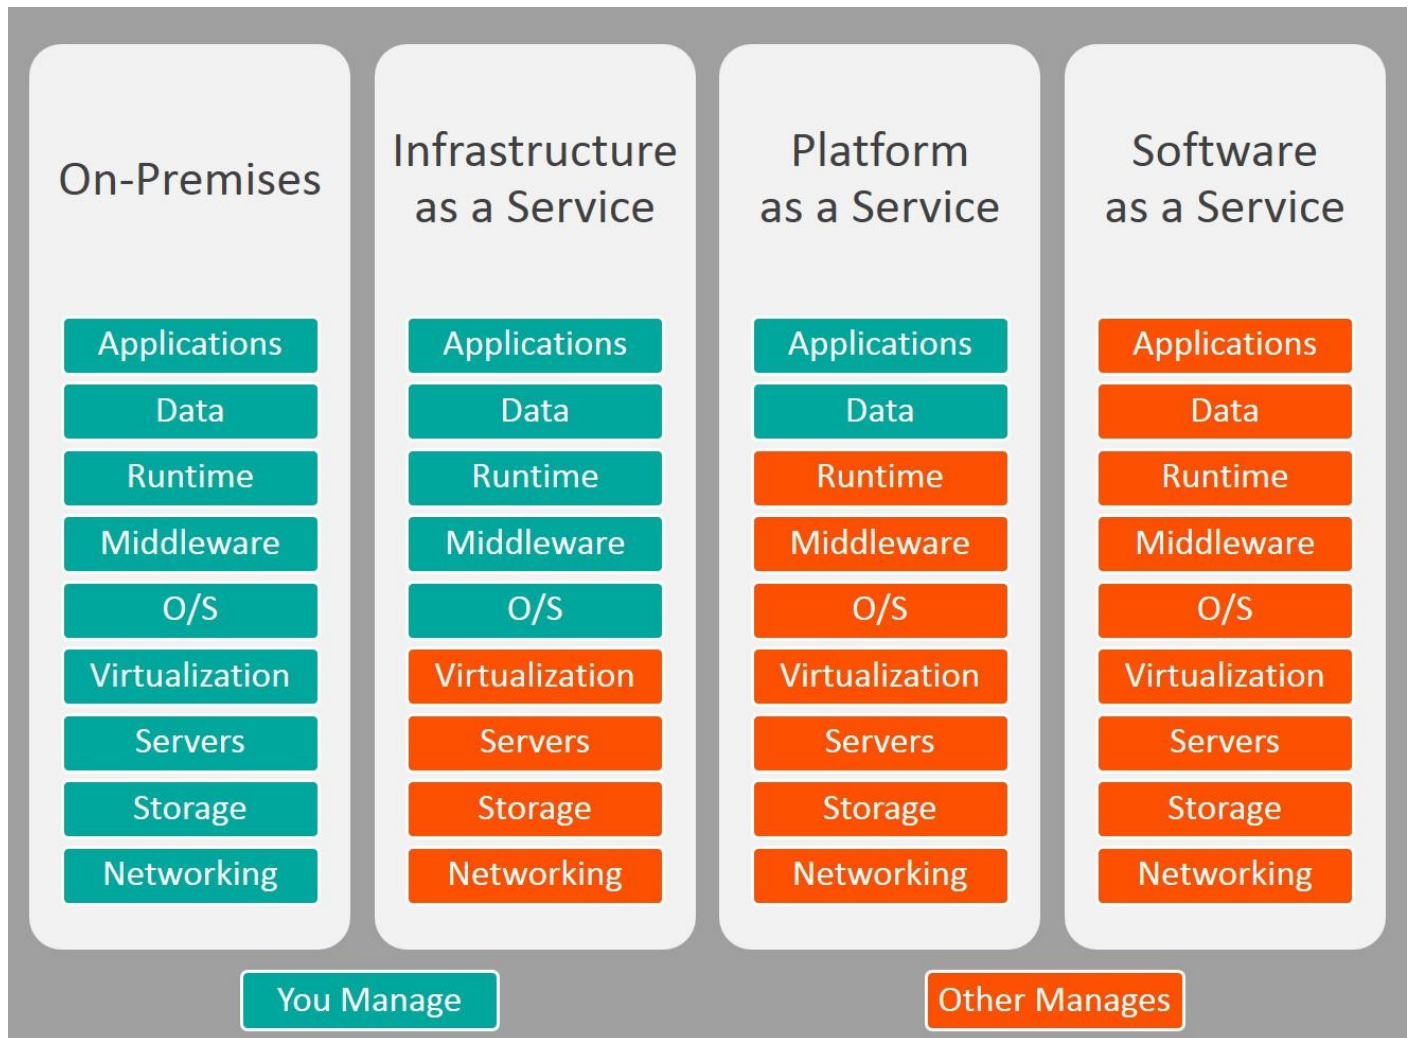 On-Premises
Applications
Data
Runtime
Middleware
O/S
Virtualization
Servers
Storage
Networking
Infrastructure
as a Service
Applications
Data
Runtime
Middleware
O/S
Virtualization
Servers
Storage
Networking
Platform
as a Service
Applications
Data
Runtime
Middleware
O/S
Virtualization
Servers
Storage
Networking
Software
as a Service
Applications
Data
Runtime
Middleware
O/S
Virtualization
Servers
Storage
Networking
You Manage
Other Manages